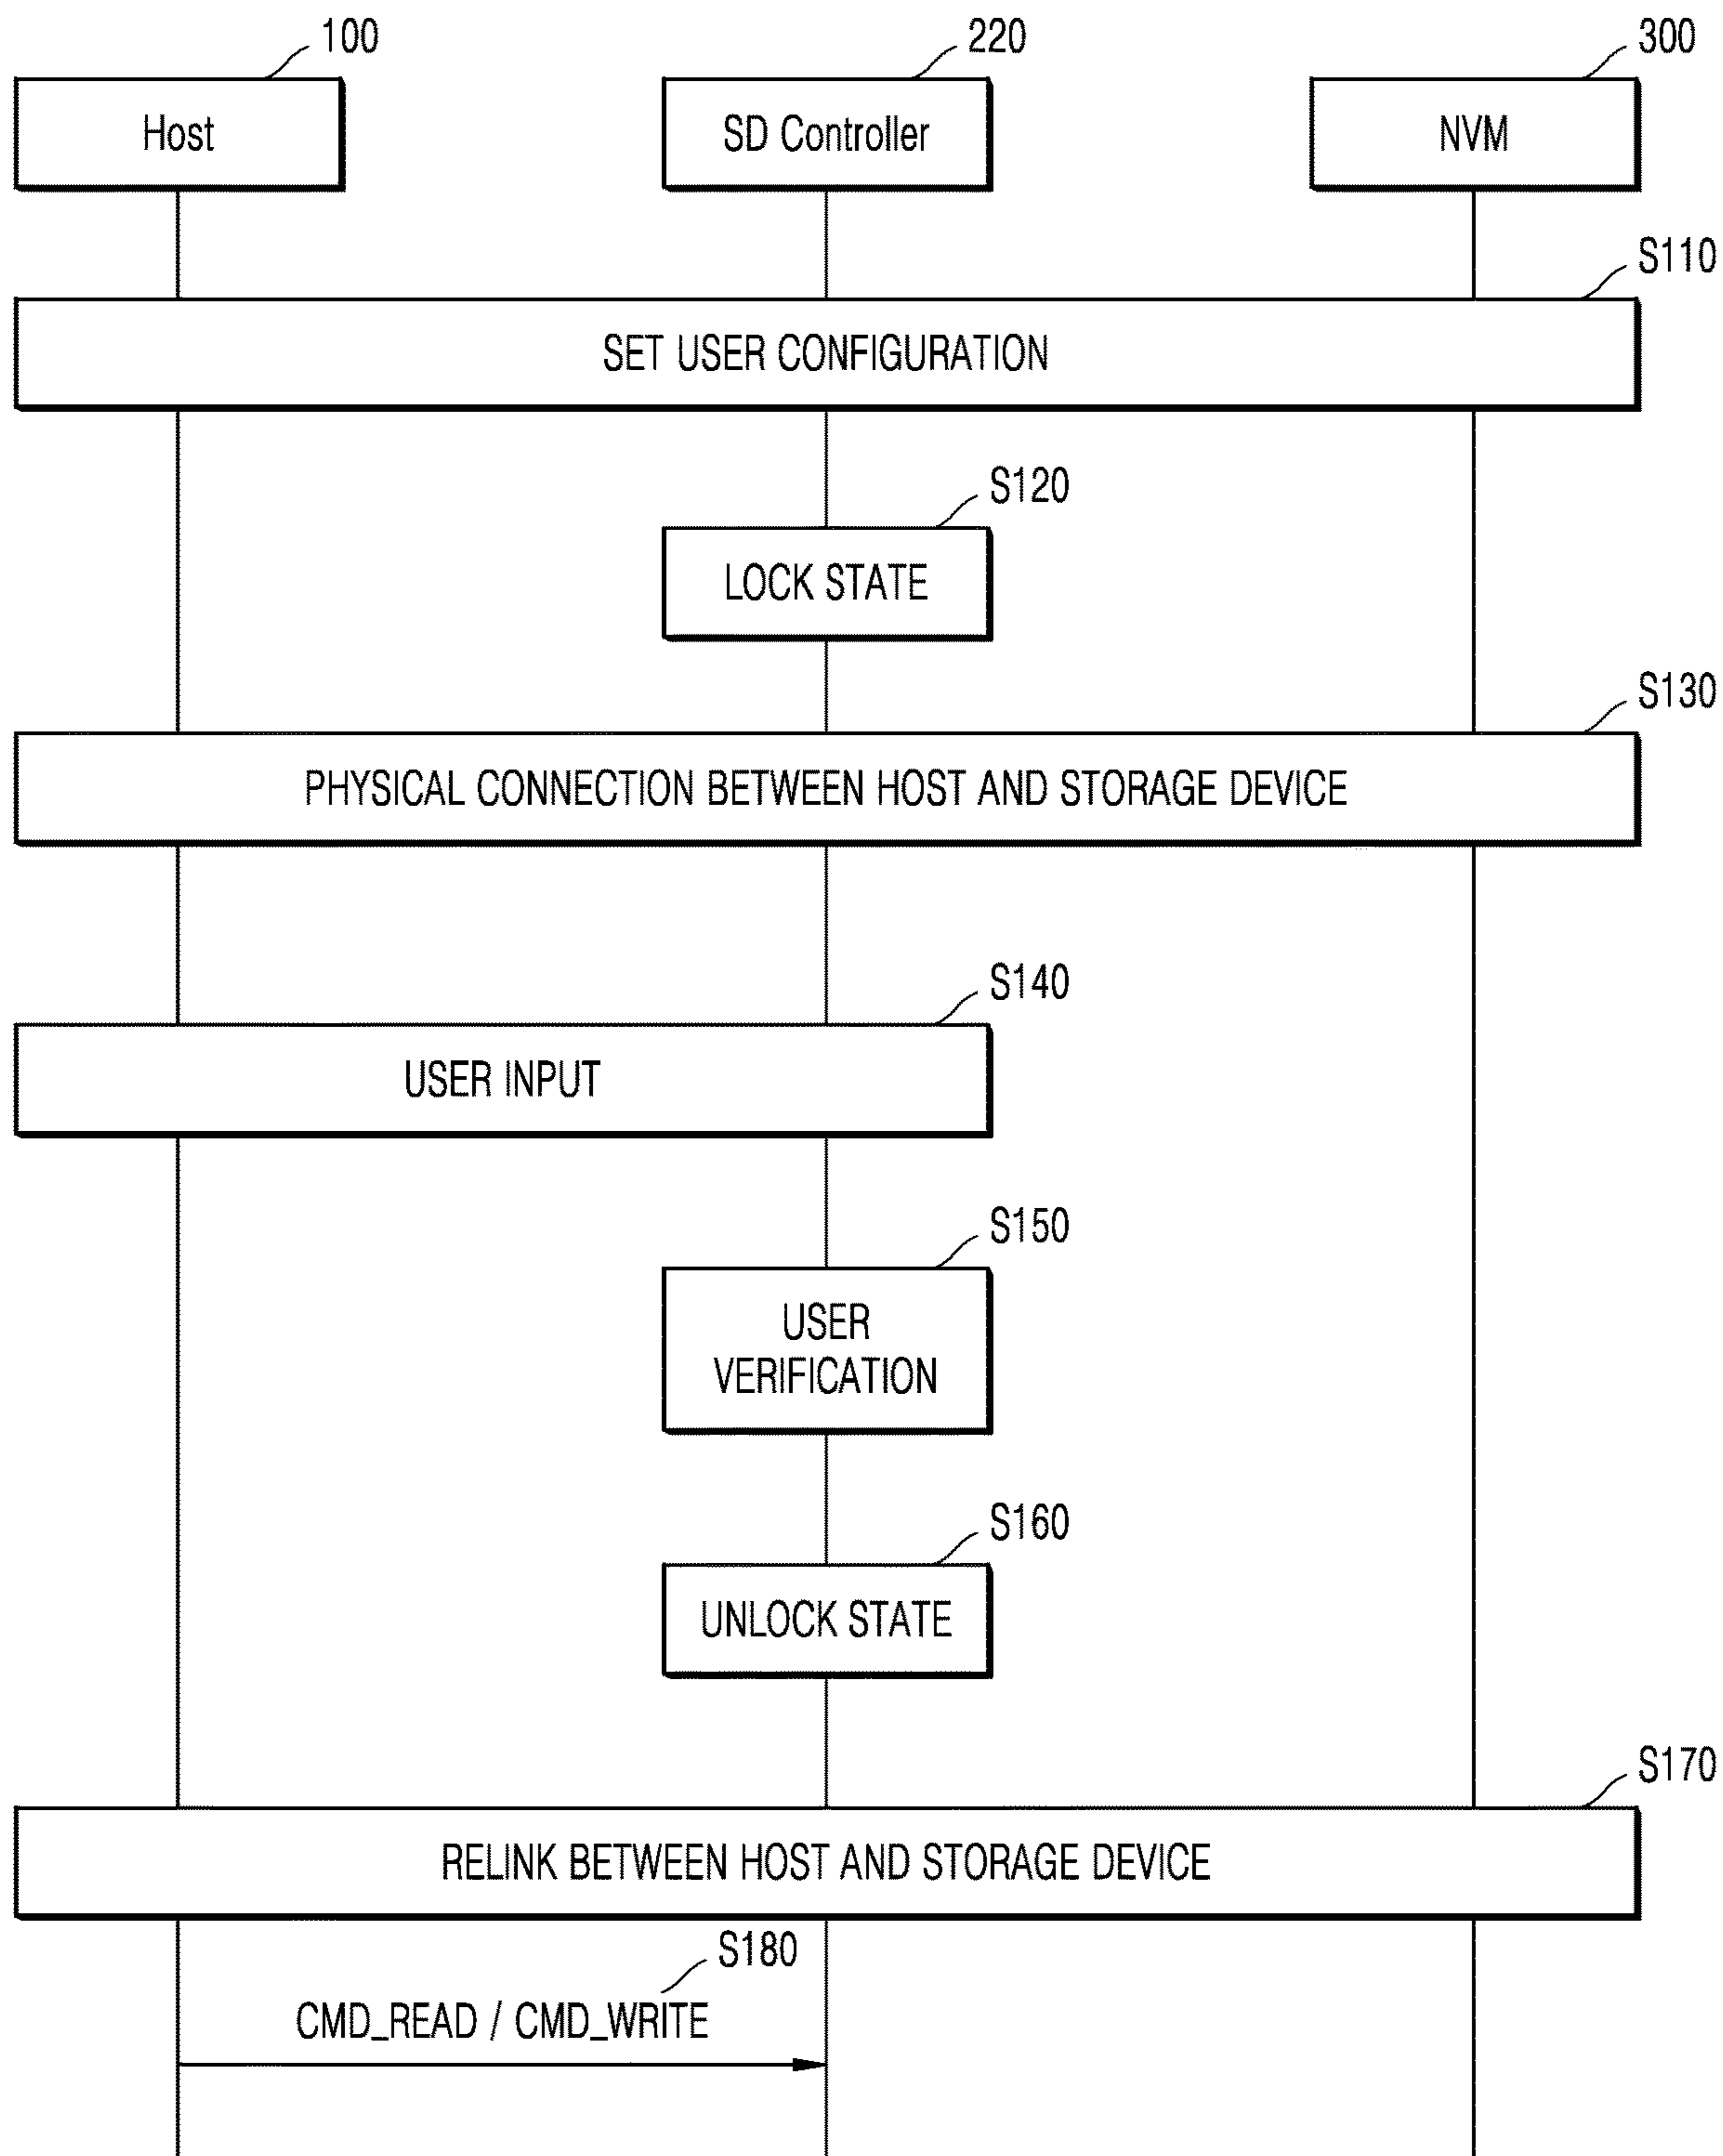 100
220
300
Host
SD Controller
NVM
S110
SET USER CONFIGURATION
S120
LOCK STATE
S130
PHYSICAL CONNECTION BETWEEN HOST AND STORAGE DEVICE
S140
USER INPUT
S150
USER
VERIFICATION
S160
UNLOCK STATE
S170
RELINK BETWEEN HOST AND STORAGE DEVICE
S180
CMD_READ / CMD_WRITE